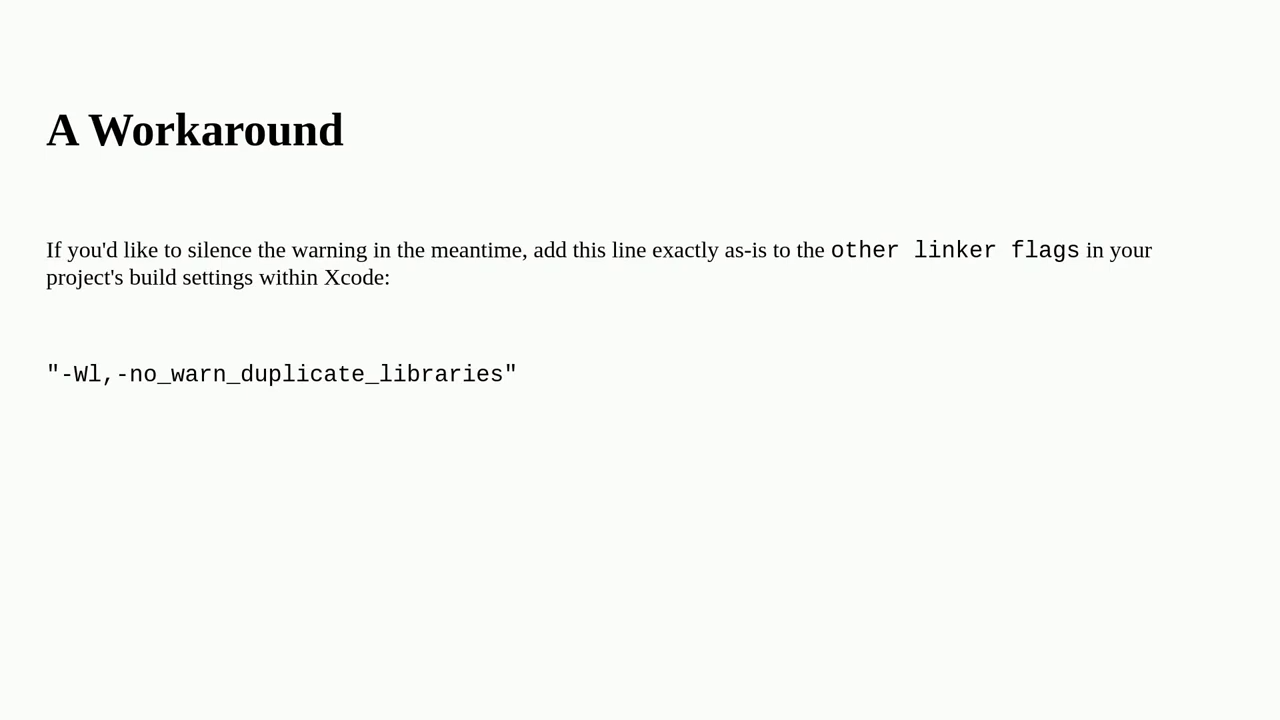 A Workaround
If you'd like to silence the warning in the meantime, add this line exactly as-is to the other linker flags in your
project's build settings within Xcode:
"-Wl,-no_warn_duplicate_libraries"